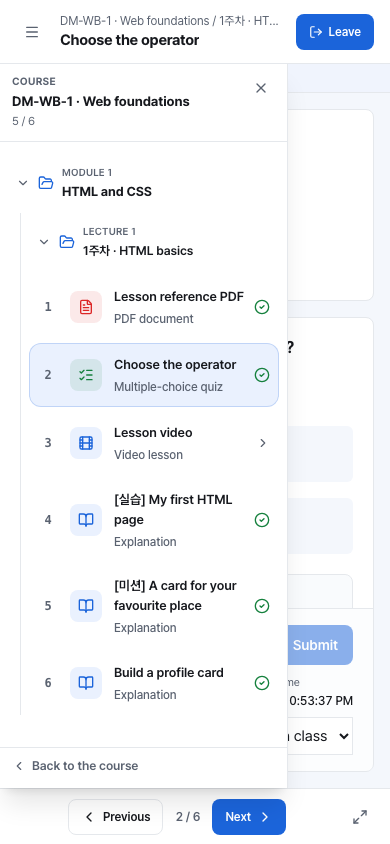 DM-WB-1 · Web foundations / 1주차 · HT...
Choose the operator
Leave
COURSE
DM-WB-1 · Web foundations
5 / 6
MODULE 1
HTML and CSS
LECTURE 1
1주차 · HTML basics
1
Lesson reference PDF
PDF document
2
Choose the operator
Multiple-choice quiz
3
Lesson video
Video lesson
4
[실습] My first HTML
page
Explanation
5
[미션] A card for your
favourite place
Explanation
6
Build a profile card
Explanation
?
Submit
me
0:53:37 PM
class
Back to the course
Previous
2 / 6
Next